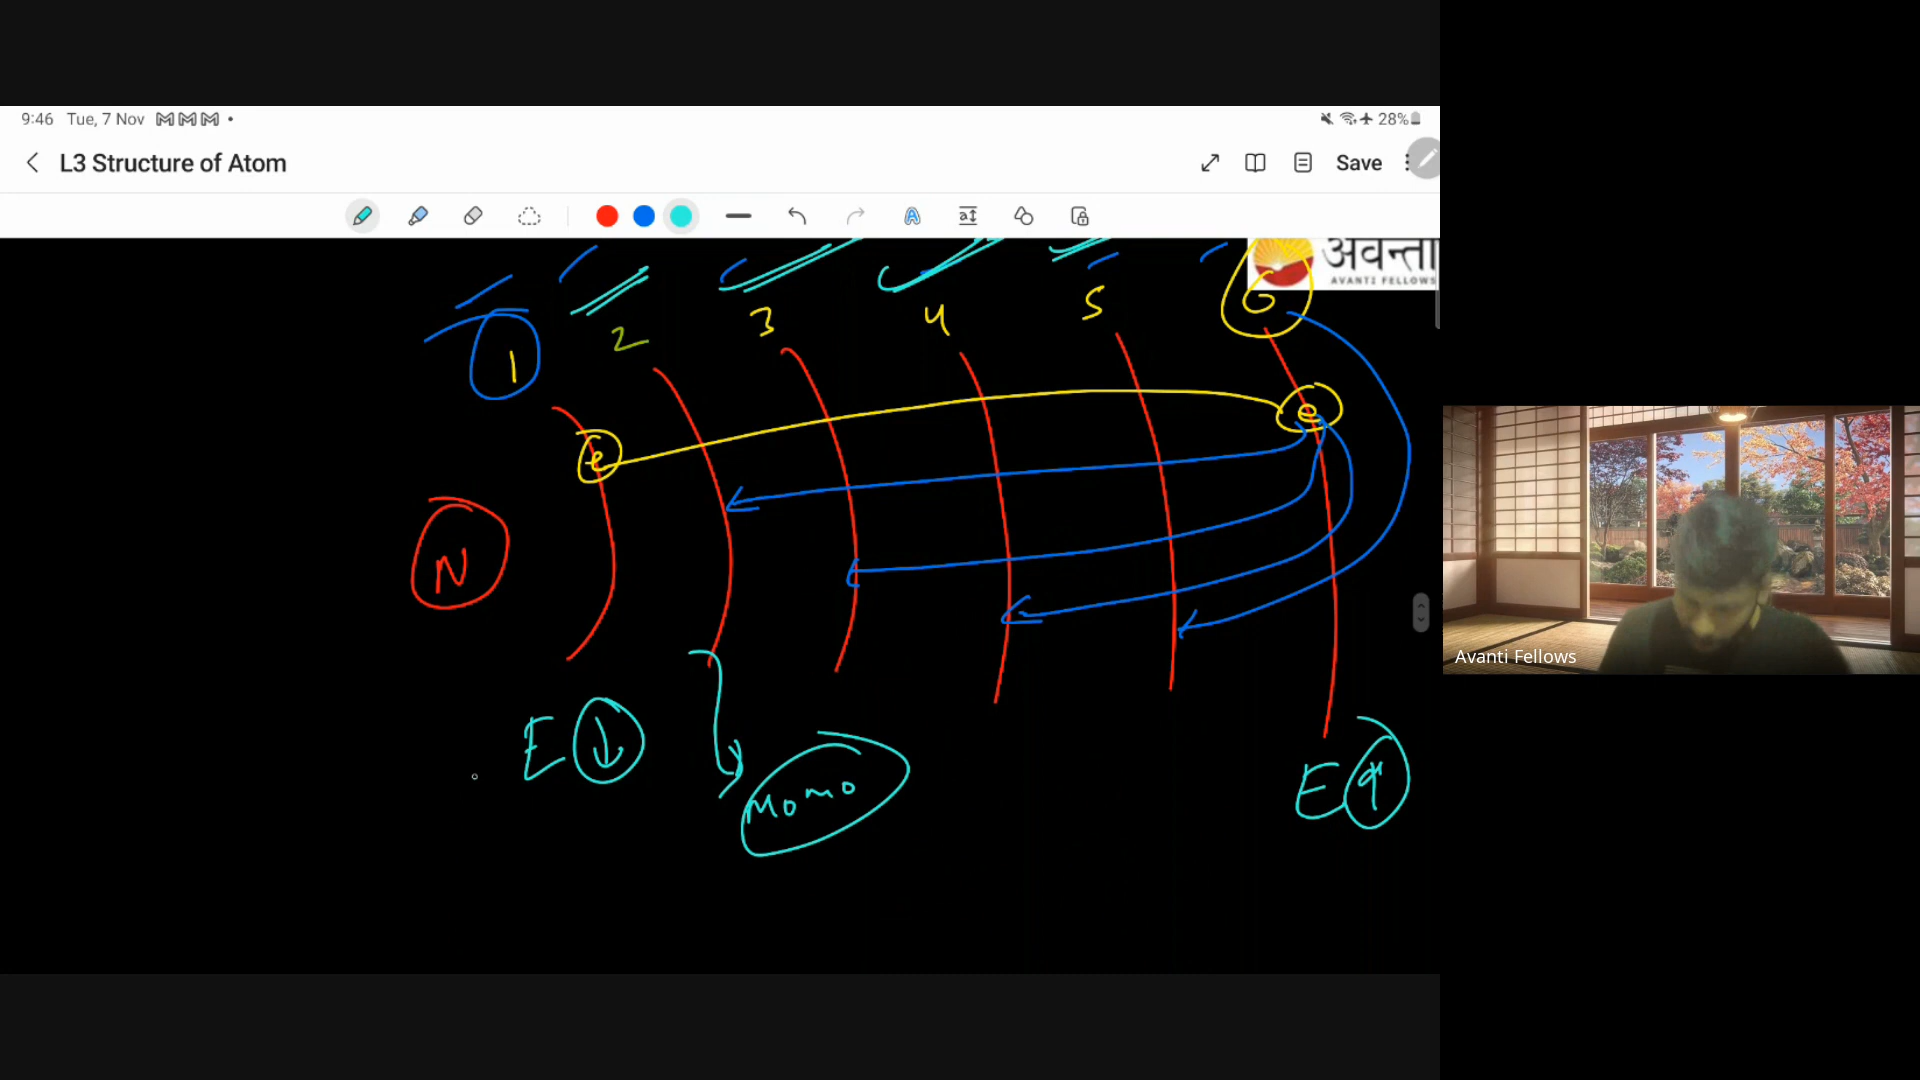 9:46 Tue, 7 Nov
28%
L3 Structure of Atom
Save
अवन्ता
AVANTI FELLOWS
1 2 3 4 5 6
e e
N
E ↓
MOMO
E ↑
Avanti Fellows